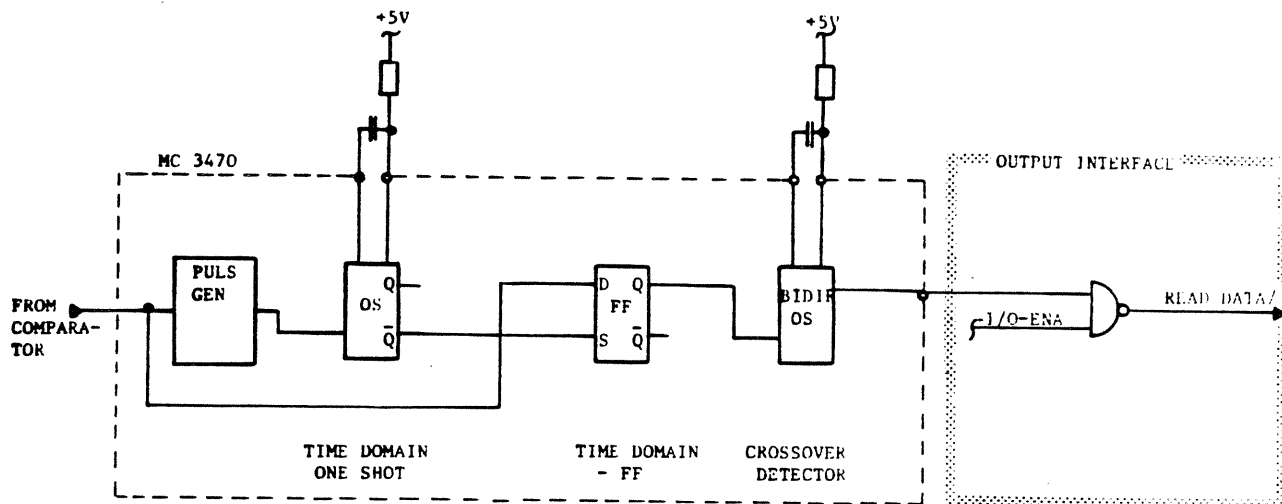 +5V
+5V
MC 3470
OUTPUT INTERFACE
PULS
GEN
Q
OS
Q
D
Q
FF
S
Q
BIDIR
OS
FROM
COMPARA-
TOR
I/O-ENA
READ DATA/
TIME DOMAIN
ONE SHOT
TIME DOMAIN
- FF
CROSSOVER
DETECTOR